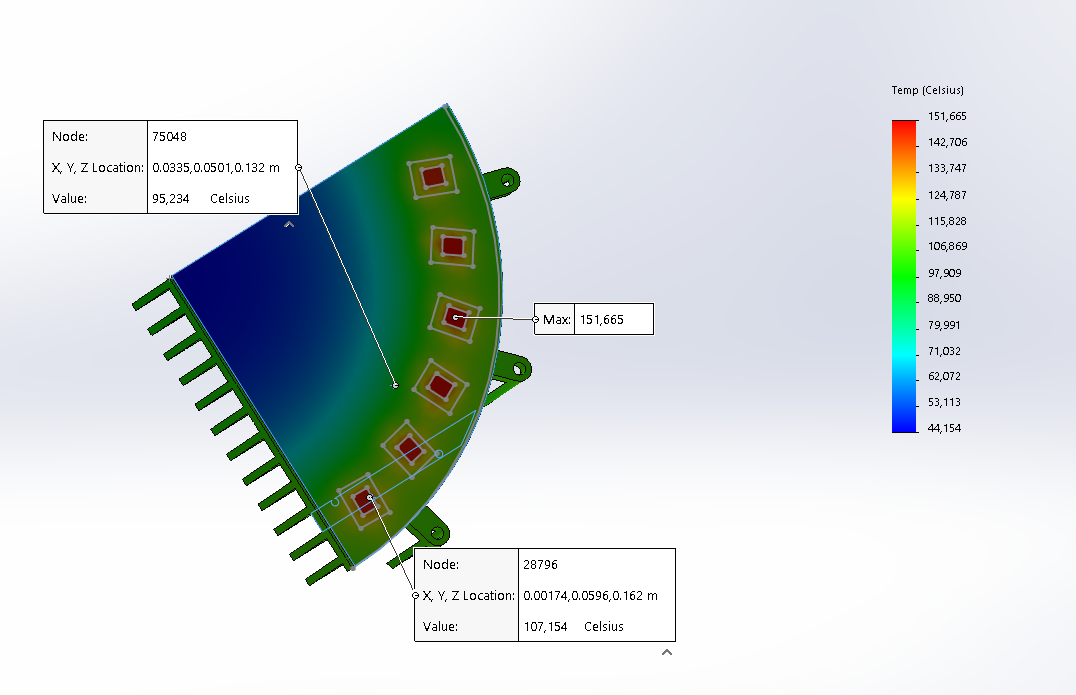 Temp (Celsius)
151,665
142,706
133,747
124,787
115,828
106,869
97,909
88,950
79,991
71,032
62,072
53,113
44,154
Node: 75048
X, Y, Z Location: 0.0335,0.0501,0.132 m
Value: 95,234 Celsius
Max: 151,665
Node: 28796
X, Y, Z Location: 0.00174,0.0596,0.162 m
Value: 107,154 Celsius